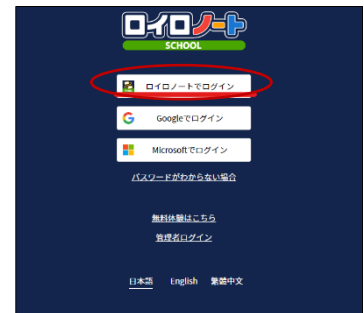 ロイロノート
SCHOOL
ロイロノートでログイン
Googleでログイン
Microsoftでログイン
パスワードがわからない場合
無料体験はこちら
管理者ログイン
日本語 English 繁體中文